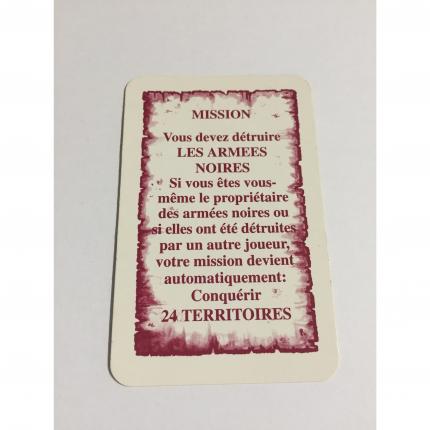 MISSION
Vous devez détruire
LES ARMEES
NOIRES
Si vous êtes vous-
même le propriétaire
des armées noires ou
si elles ont été détruites
par un autre joueur,
votre mission devient
automatiquement:
Conquérir
24 TERRITOIRES